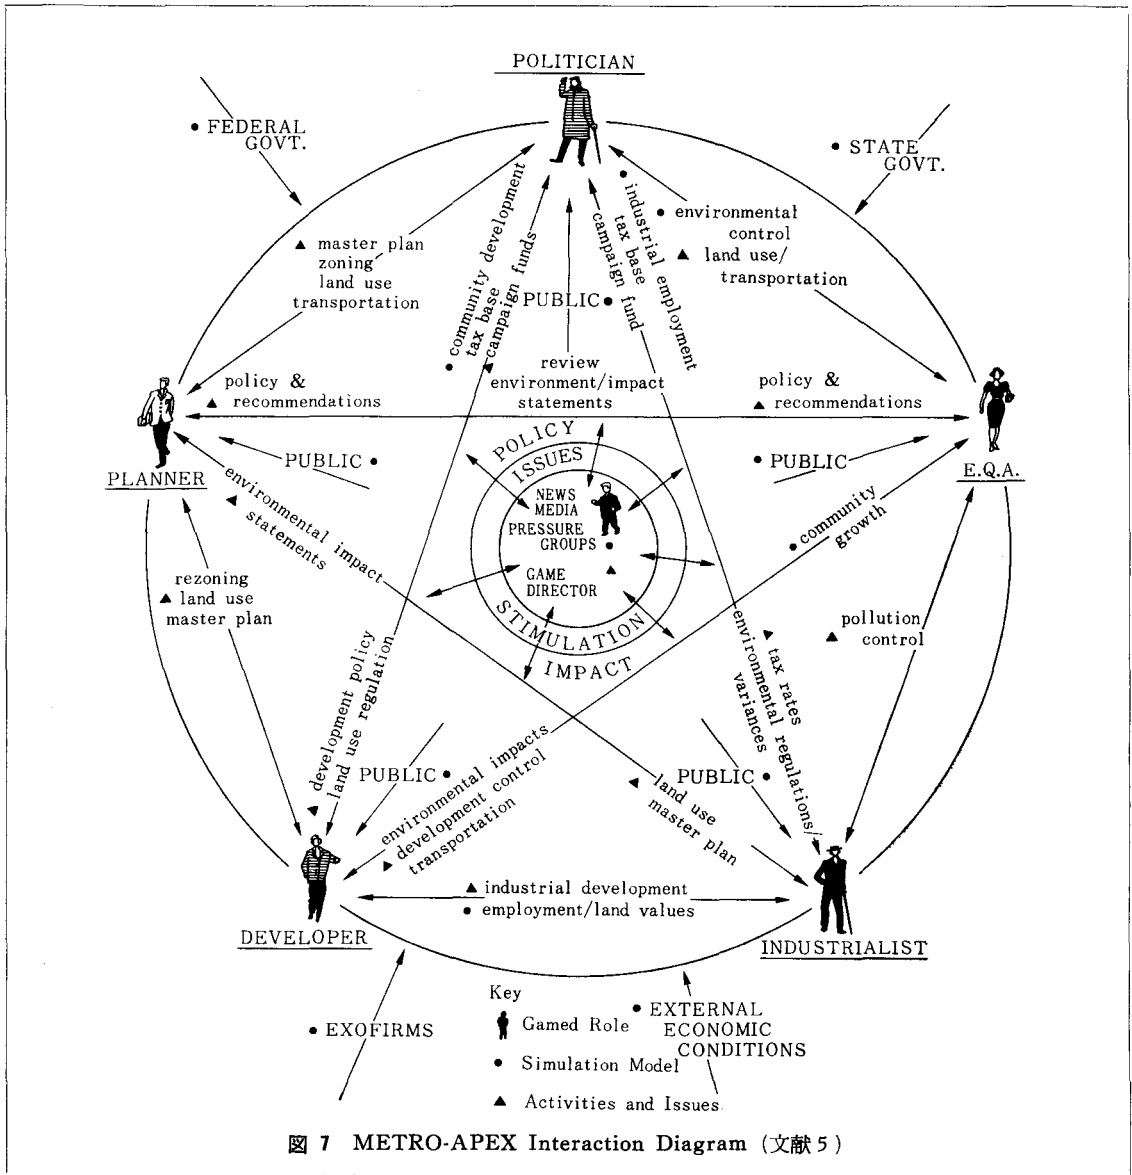 POLITICIAN
• FEDERAL
GOVT.
• STATE
GOVT.
▲ master plan
zoning
land use
transportation
• community development
tax base
▲ campaign funds
• industrial employment
tax base
campaign fund
• environmental
control
▲ land use/
transportation
PUBLIC •
review
environment/impact
statements
policy &
▲ recommendations
policy &
▲ recommendations
PLANNER
E.Q.A.
PUBLIC •
• PUBLIC
POLICY
ISSUES
NEWS
MEDIA
PRESSURE
GROUPS •
▲
GAME
DIRECTOR
STIMULATION
IMPACT
environmental impact
▲ statements
• community
growth
rezoning
▲ land use
master plan
pollution
▲ control
▲ development policy
land use regulation
▲ tax rates
environmental regulations/
variances
PUBLIC •
environmental impacts
▲ development control
transportation
PUBLIC •
▲ land use
master plan
▲ industrial development
• employment/land values
DEVELOPER
INDUSTRIALIST
• EXOFIRMS
• EXTERNAL
ECONOMIC
CONDITIONS
Key
Gamed Role
• Simulation Model
▲ Activities and Issues
図 7 METRO-APEX Interaction Diagram (文献5)